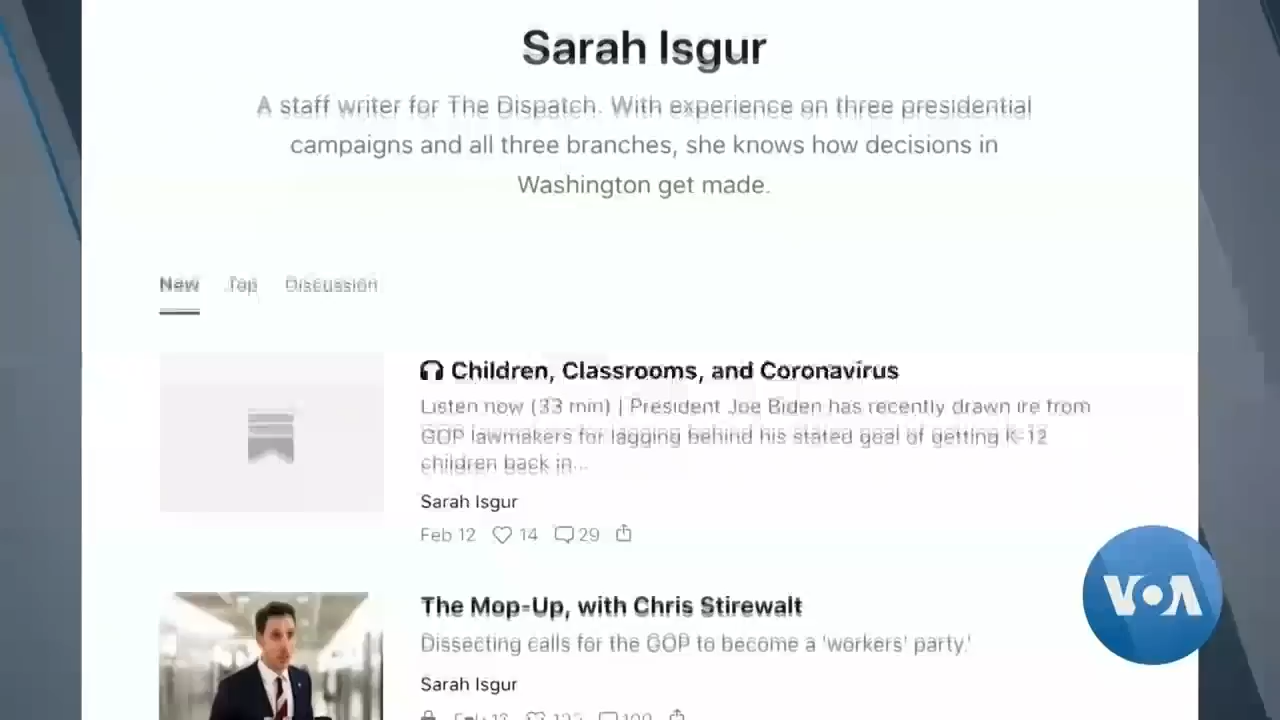 Sarah Isgur
A staff writer for The Dispatch. With experience on three presidential
campaigns and all three branches, she knows how decisions in
Washington get made.
New Top Discussion
Children, Classrooms, and Coronavirus
Listen now (33 min) | President Joe Biden has recently drawn ire from
GOP lawmakers for lagging behind his stated goal of getting K-12
children back in...
Sarah Isgur
Feb 12 14 29
VOA
The Mop-Up, with Chris Stirewalt
Dissecting calls for the GOP to become a 'workers' party.'
Sarah Isgur